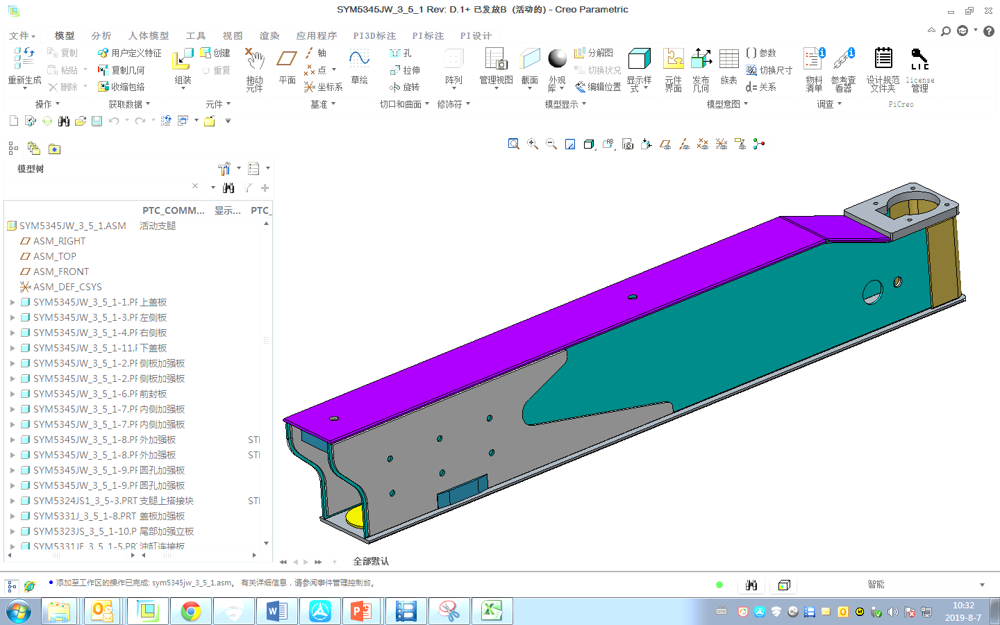 SYM5345JW_3_5_1 Rev: D.1+ 已发放B (活动的) - Creo Parametric
文件 模型 分析 人体模型 工具 视图 渲染 应用程序 PI3D标注 PI标注 PI设计
重新生成 复制 粘贴 删除
用户定义特征 复制几何 收缩包络
组装 创建 重复
拖动元件
平面 轴 点 坐标系 草绘
孔 拉伸 旋转
阵列
管理视图 截面 外观库 分解图 切换状况 编辑位置 显示样式
元件界面 发布几何 族表 参数 切换尺寸 d=关系
物料清单 参考查看器
设计规范文件夹 LIC license管理
操作 获取数据 元件 基准 切口和曲面 修饰符 模型显示 模型意图 调查 PiCreo
模型树
PTC_COMM... 显示... PTC_
SYM5345JW_3_5_1.ASM 活动支腿
ASM_RIGHT
ASM_TOP
ASM_FRONT
ASM_DEF_CSYS
SYM5345JW_3_5_1-1.PF 上盖板
SYM5345JW_3_5_1-3.PF 左侧板
SYM5345JW_3_5_1-4.PF 右侧板
SYM5345JW_3_5_1-11.F 下盖板
SYM5345JW_3_5_1-2.PF 侧板加强板
SYM5345JW_3_5_1-2.PF 侧板加强板
SYM5345JW_3_5_1-6.PF 前封板
SYM5345JW_3_5_1-7.PF 内侧加强板
SYM5345JW_3_5_1-7.PF 内侧加强板
SYM5345JW_3_5_1-8.PF 外加强板 STI
SYM5345JW_3_5_1-8.PF 外加强板 STI
SYM5345JW_3_5_1-9.PF 圆孔加强板
SYM5345JW_3_5_1-9.PF 圆孔加强板
SYM5324JS1_3_5-3.PRT 支腿上搭接块 STI
SYM5331J_3_5_1-8.PRT 盖板加强板
SYM5323JS_3_5_1-10.P 尾部加强立板
SYM5331JF_3_5_1-5.PR 油缸连接板
全部默认
添加至工作区的操作已完成: sym5345jw_3_5_1.asm。 有关详细信息，请参阅事件管理控制台。
智能
10:32
2019-8-7